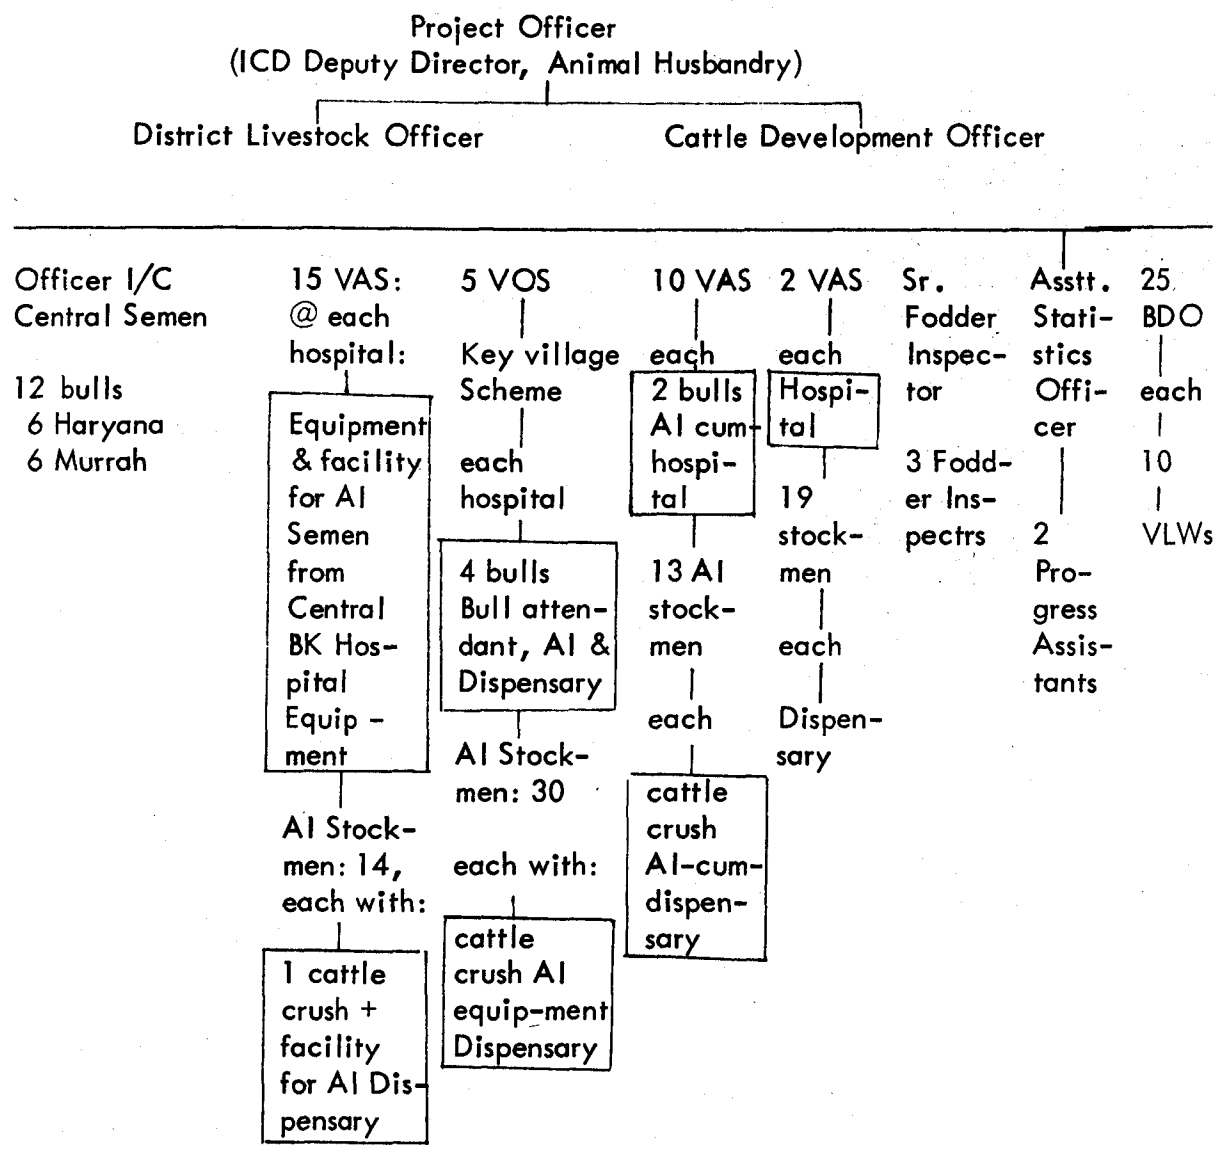 Project Officer
(ICD Deputy Director, Animal Husbandry)
District Livestock Officer
Cattle Development Officer
Officer I/C
Central Semen
12 bulls
6 Haryana
6 Murrah
15 VAS:
@ each
hospital:
Equipment
& facility
for AI
Semen
from
Central
BK Hos-
pital
Equip -
ment
AI Stock-
men: 14,
each with:
1 cattle
crush +
facility
for AI Dis-
pensary
5 VOS
Key village
Scheme
each
hospital
4 bulls
Bull atten-
dant, AI &
Dispensary
AI Stock-
men: 30
each with:
cattle
crush AI
equip-ment
Dispensary
10 VAS
each
2 bulls
AI cum-
hospi-
tal
13 AI
stock-
men
each
cattle
crush
AI-cum-
dispen-
sary
2 VAS
each
Hospi-
tal
19
stock-
men
each
Dispen-
sary
Sr.
Fodder
Inspec-
tor
3 Fodd-
er Ins-
pectrs
Asstt.
Stati-
stics
Offi-
cer
2
Pro-
gress
Assis-
tants
25
BDO
each
10
VLWs